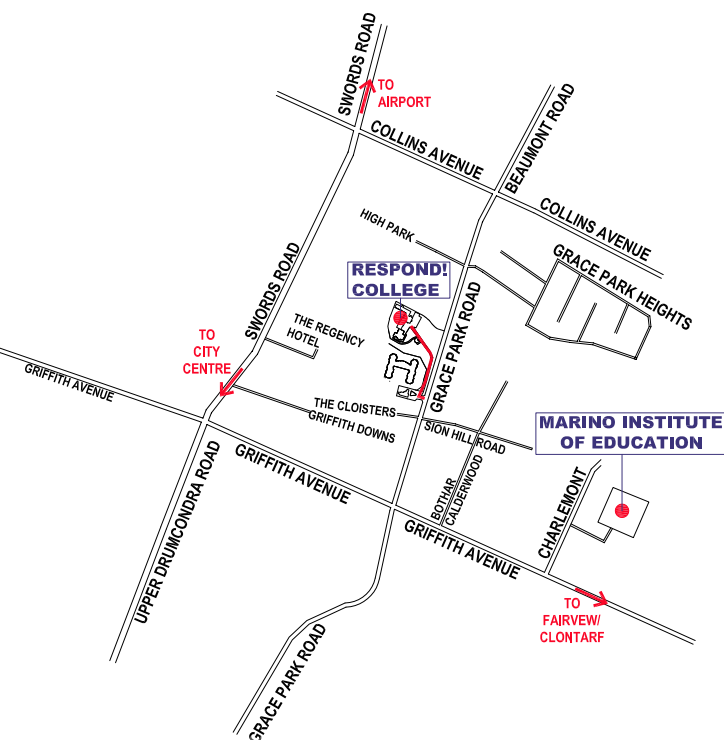 SWORDS ROAD
TO
AIRPORT
COLLINS AVENUE
BEAUMONT ROAD
COLLINS AVENUE
HIGH PARK
GRACE PARK HEIGHTS
RESPOND!
COLLEGE
SWORDS ROAD
THE REGENCY
HOTEL
GRACE PARK ROAD
TO
CITY
CENTRE
GRIFFITH AVENUE
THE CLOISTERS
GRIFFITH DOWNS
SION HILL ROAD
MARINO INSTITUTE
OF EDUCATION
UPPER DRUMCONDRA ROAD
GRIFFITH AVENUE
BOTHAR
CALDERWOOD
CHARLEMONT
GRIFFITH AVENUE
TO
FAIRVEW/
CLONTARF
GRACE PARK ROAD